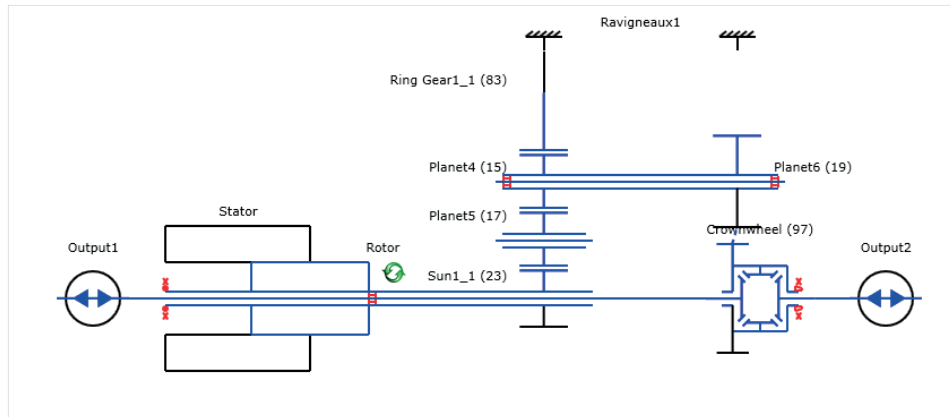 Ravigneaux1
Ring Gear1_1 (83)
Planet4 (15)
Planet6 (19)
Planet5 (17)
Stator
Crownwheel (97)
Output1
Rotor
Output2
Sun1_1 (23)